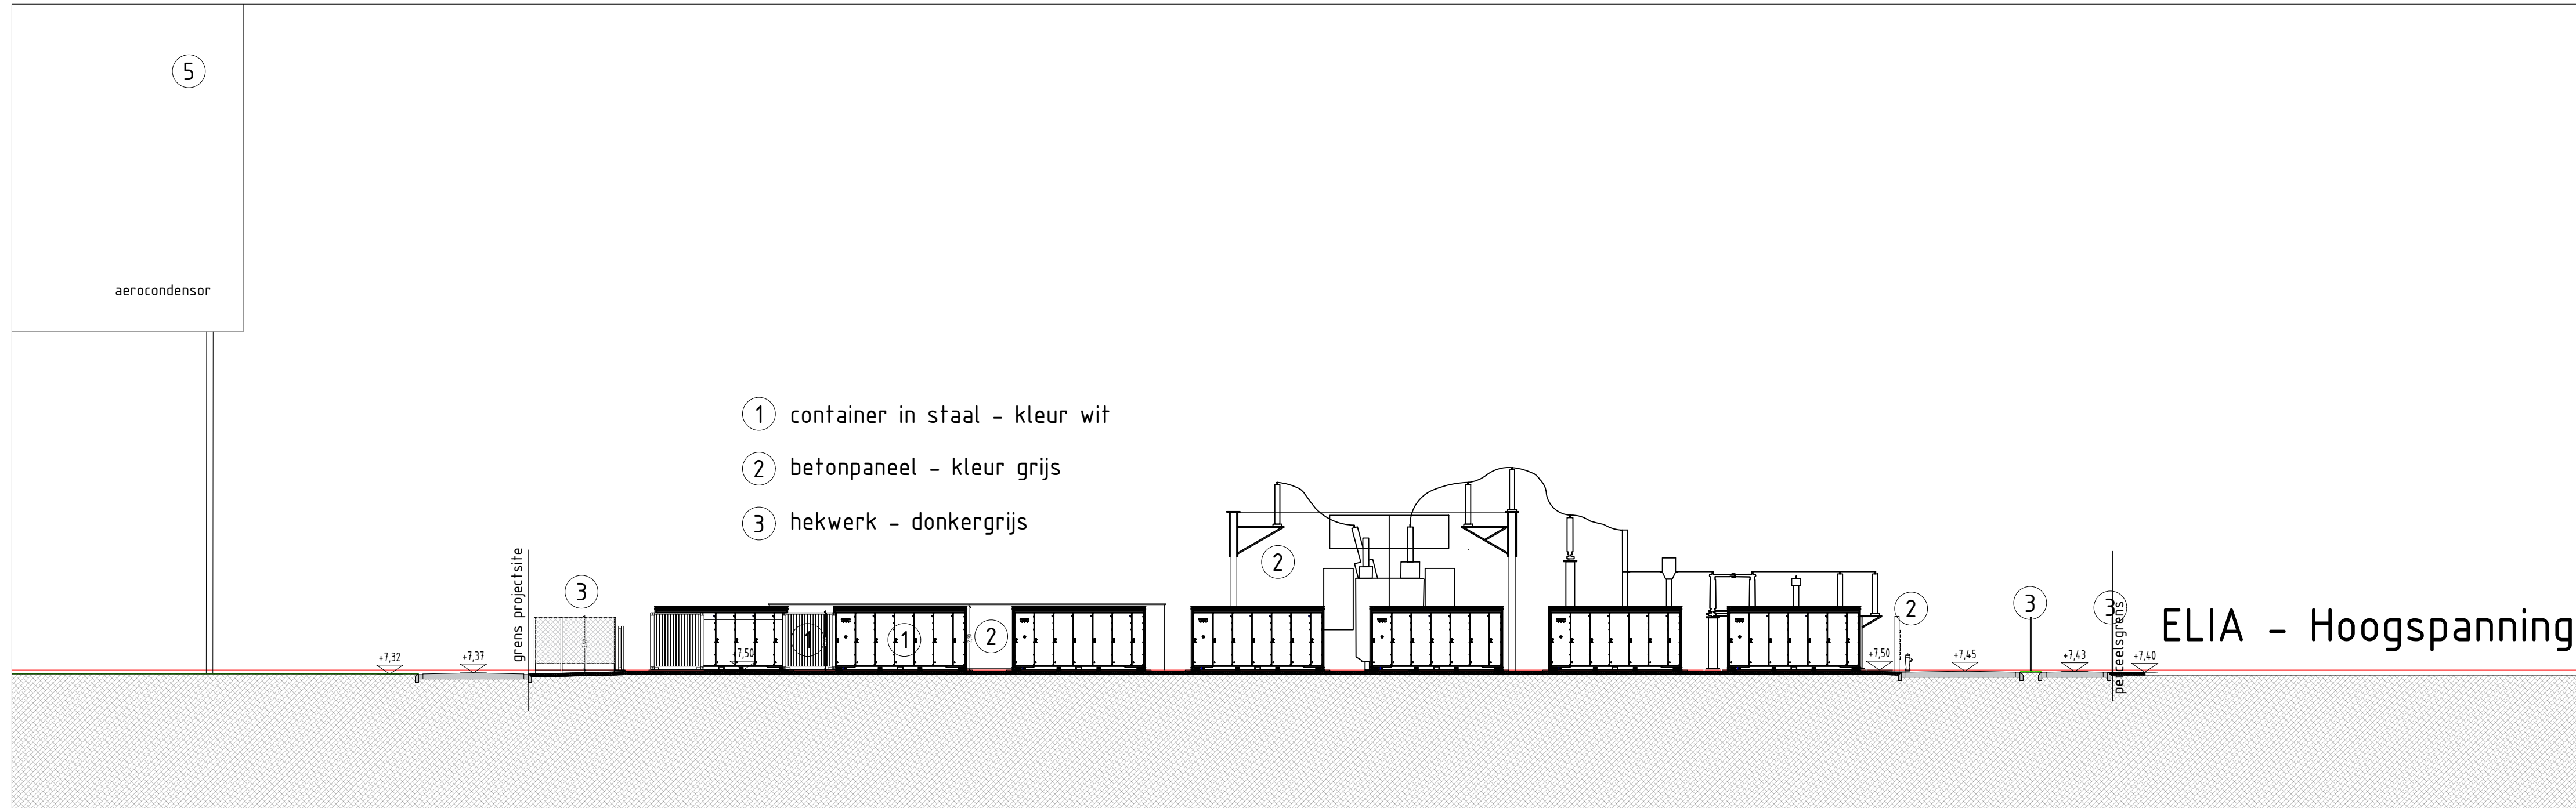 5
aerocondensor
1 container in staal - kleur wit
2 betonpaneel - kleur grijs
3 hekwerk - donkergrijs
grens projectsite
3
2
2
3
3
perceelsgrens
ELIA - Hoogspanning
1
1
2
+7,32
+7,37
+7,50
+7,50
+7,45
+7,43
+7,40